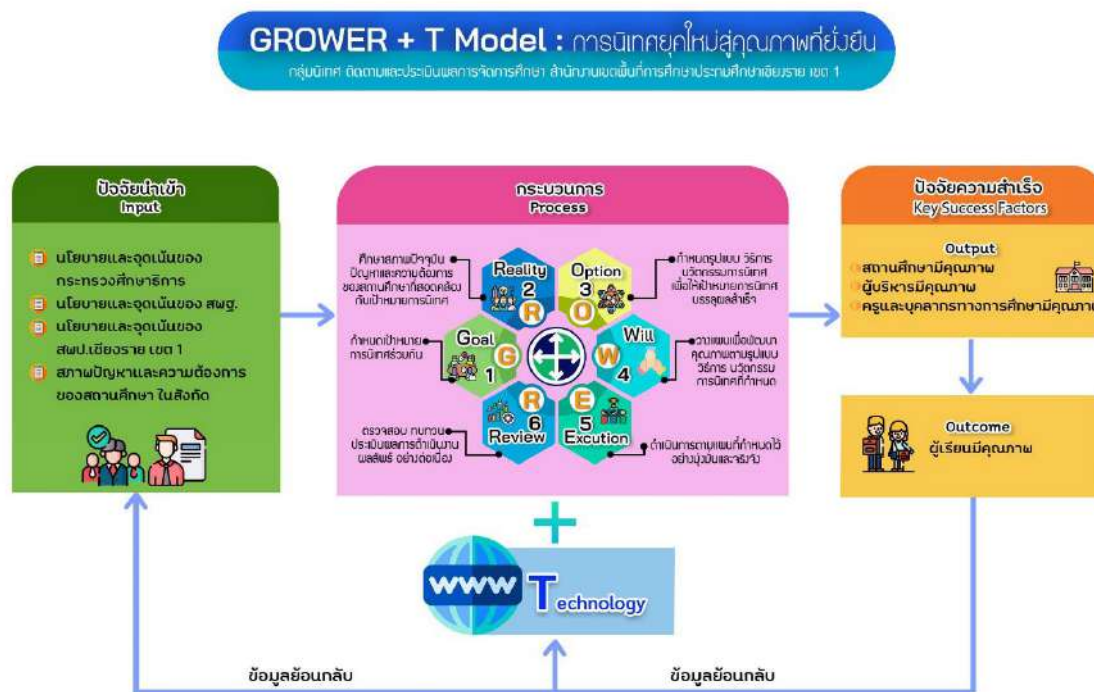 GROWER + T Model : การนิเทศยุคใหม่สู่คุณภาพที่ยั่งยืน
กลุ่มนิเทศ ติดตามและประเมินผลการจัดการศึกษา สำนักงานเขตพื้นที่การศึกษาประถมศึกษาเชียงราย เขต 1
ปัจจัยนำเข้า
Input
นโยบายและจุดเน้นของ
กระทรวงศึกษาธิการ
นโยบายและจุดเน้นของ สพฐ.
นโยบายและจุดเน้นของ
สพป.เชียงราย เขต 1
สภาพปัญหาและความต้องการ
ของสถานศึกษา ในสังกัด
กระบวนการ
Process
ศึกษาสภาพปัจจุบัน
ปัญหาและความต้องการ
ของสถานศึกษาที่สอดคล้อง
กับเป้าหมายการนิเทศ
Reality
2
R
Option
3
O
กำหนดรูปแบบ วิธีการ
นวัตกรรมการนิเทศ
เพื่อให้เป้าหมายการนิเทศ
บรรลุผลสำเร็จ
กำหนดเป้าหมาย
การนิเทศร่วมกัน
Goal
G
1
Will
W
4
วางแผนเพื่อพัฒนา
คุณภาพตามรูปแบบ
วิธีการ นวัตกรรม
การนิเทศที่กำหนด
ตรวจสอบ ทบทวน
ประเมินผลการดำเนินงาน
ผลลัพธ์ อย่างต่อเนื่อง
R
6
Review
E
5
Excution
ดำเนินการตามแผนที่กำหนดไว้
อย่างมุ่งมั่นและจริงจัง
ปัจจัยความสำเร็จ
Key Success Factors
Output
สถานศึกษามีคุณภาพ
ผู้บริหารมีคุณภาพ
ครูและบุคลากรทางการศึกษามีคุณภาพ
Outcome
ผู้เรียนมีคุณภาพ
+
www
Technology
ข้อมูลย้อนกลับ
ข้อมูลย้อนกลับ